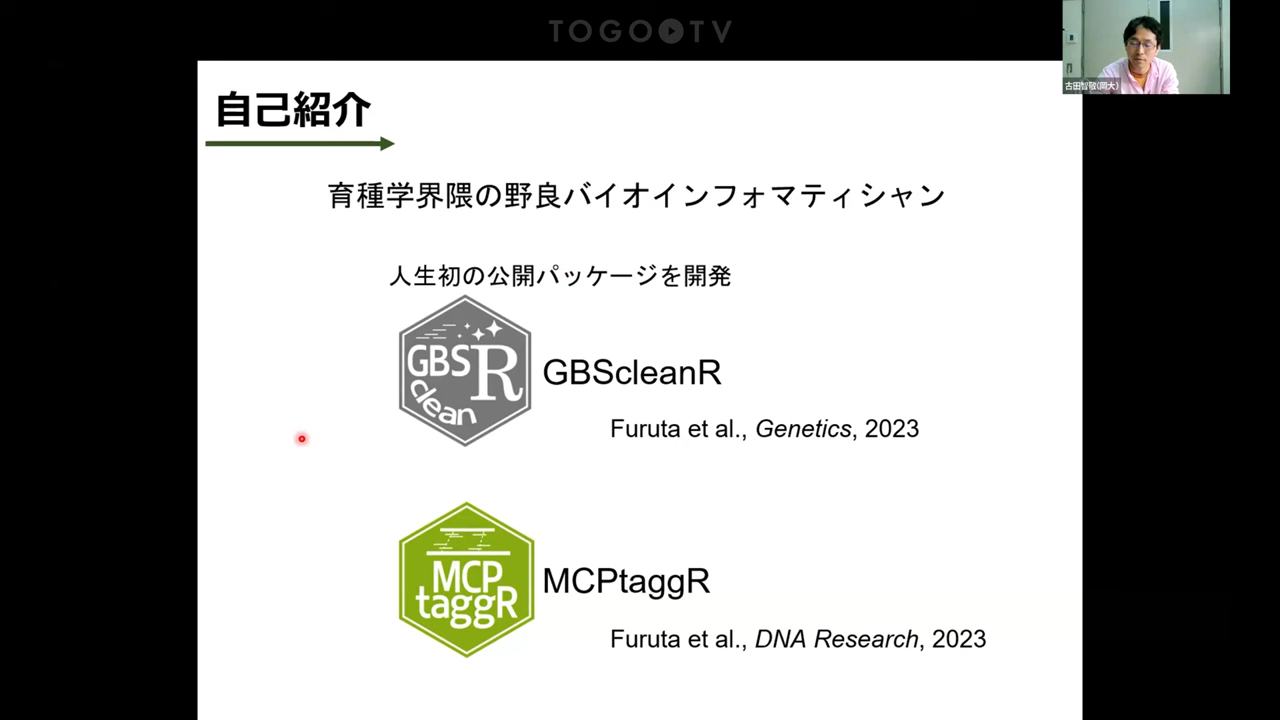 TOGO TV
古田智敬(岡大)
自己紹介
育種学界隈の野良バイオインフォマティシャン
人生初の公開パッケージを開発
GBS R
clean
GBScleanR
Furuta et al., Genetics, 2023
MCP
taggR
MCPtaggR
Furuta et al., DNA Research, 2023